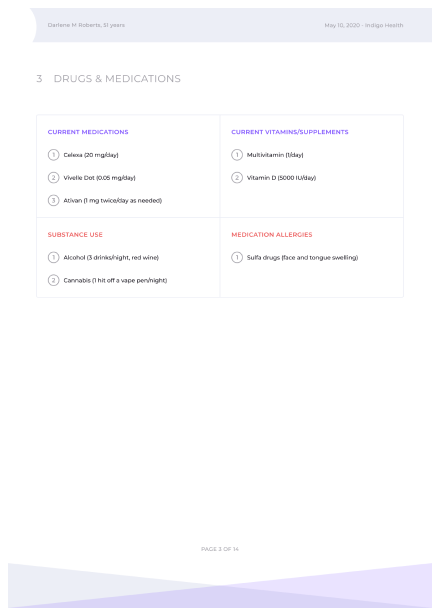 Darlene M Roberts, 51 years
May 10, 2020 - Indigo Health
3 DRUGS & MEDICATIONS
CURRENT MEDICATIONS
1 Celexa (20 mg/day)
2 Vivelle Dot (0.05 mg/day)
3 Ativan (1 mg twice/day as needed)
CURRENT VITAMINS/SUPPLEMENTS
1 Multivitamin (1/day)
2 Vitamin D (5000 IU/day)
SUBSTANCE USE
1 Alcohol (3 drinks/night, red wine)
2 Cannabis (1 hit off a vape pen/night)
MEDICATION ALLERGIES
1 Sulfa drugs (face and tongue swelling)
PAGE 3 OF 14